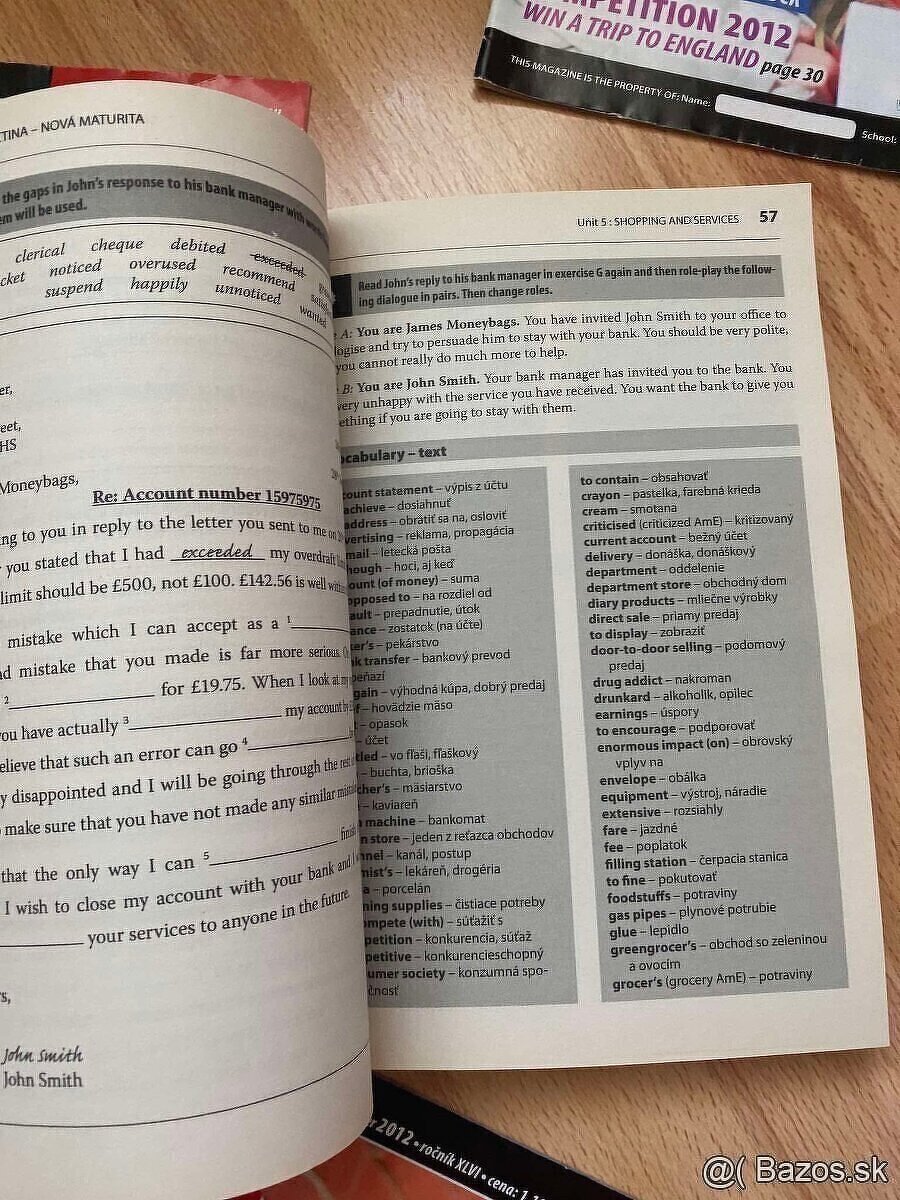 COMPETITION 2012
WIN A TRIP TO ENGLAND page 30
THIS MAGAZINE IS THE PROPERTY OF: Name:
School:
TINA – NOVÁ MATURITA
the gaps in John's response to his bank manager with
em will be used.
clerical cheque debited exceeded
cket noticed overused recommend
suspend happily unnoticed wanted
er,
eet,
HS
Moneybags,
Re: Account number 15975975
ng to you in reply to the letter you sent to me on
you stated that I had exceeded my overdraft
limit should be £500, not £100. £142.56 is well
mistake which I can accept as a 1
nd mistake that you made is far more serious.
2 for £19.75. When I look at
ou have actually 3 my account
elieve that such an error can go 4
y disappointed and I will be going through the
make sure that you have not made any similar
that the only way I can 5
I wish to close my account with your bank and
your services to anyone in the future.
s,
John Smith
John Smith
Unit 5 : SHOPPING AND SERVICES 57
Read John's reply to his bank manager in exercise G again and then role-play the follow-
ing dialogue in pairs. Then change roles.
A: You are James Moneybags. You have invited John Smith to your office to
logise and try to persuade him to stay with your bank. You should be very polite,
you cannot really do much more to help.
B: You are John Smith. Your bank manager has invited you to the bank. You
very unhappy with the service you have received. You want the bank to give you
ething if you are going to stay with them.
ocabulary – text
count statement – výpis z účtu
achieve – dosiahnuť
address – obrátiť sa na, osloviť
vertising – reklama, propagácia
mail – letecká pošta
hough – hoci, aj keď
ount (of money) – suma
opposed to – na rozdiel od
ault – prepadnutie, útok
ance – zostatok (na účte)
er's – pekárstvo
k transfer – bankový prevod
peňazí
gain – výhodná kúpa, dobrý predaj
f – hovädzie mäso
– opasok
– účet
tled – vo fľaši, fľaškový
– buchta, brioška
cher's – mäsiarstvo
– kaviareň
machine – bankomat
n store – jeden z reťazca obchodov
nnel – kanál, postup
mist's – lekáreň, drogéria
a – porcelán
ning supplies – čistiace potreby
ompete (with) – súťažiť s
petition – konkurencia, súťaž
petitive – konkurencieschopný
umer society – konzumná spo-
čnosť
to contain – obsahovať
crayon – pastelka, farebná krieda
cream – smotana
criticised (criticized AmE) – kritizovaný
current account – bežný účet
delivery – donáška, donáškový
department – oddelenie
department store – obchodný dom
diary products – mliečne výrobky
direct sale – priamy predaj
to display – zobraziť
door-to-door selling – podomový
predaj
drug addict – nakroman
drunkard – alkoholik, opilec
earnings – úspory
to encourage – podporovať
enormous impact (on) – obrovský
vplyv na
envelope – obálka
equipment – výstroj, náradie
extensive – rozsiahly
fare – jazdné
fee – poplatok
filling station – čerpacia stanica
to fine – pokutovať
foodstuffs – potraviny
gas pipes – plynové potrubie
glue – lepidlo
greengrocer's – obchod so zeleninou
a ovocím
grocer's (grocery AmE) – potraviny
2012 • ročník XLVI • cena: 1,
@( Bazos.sk